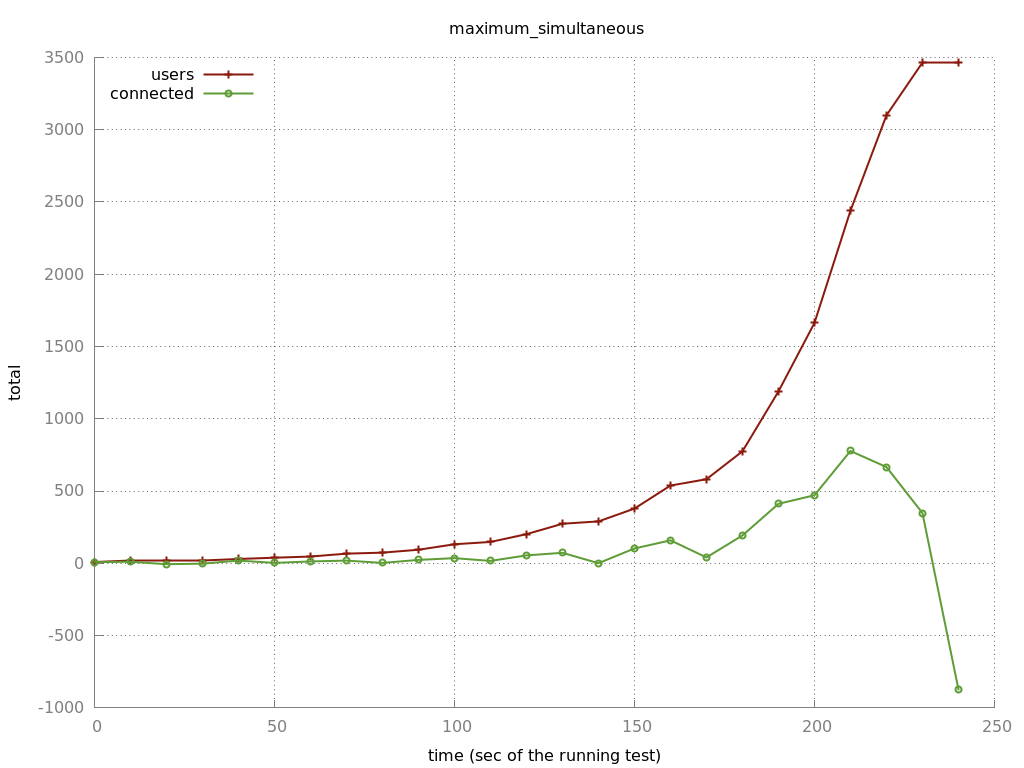 maximum_simultaneous
users
connected
3500
3000
2500
2000
1500
1000
500
0
-500
-1000
total
0 50 100 150 200 250
time (sec of the running test)